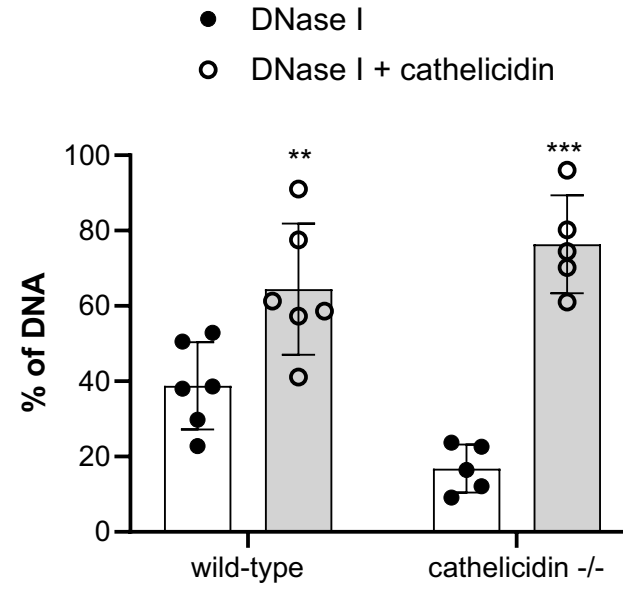 DNase I
DNase I + cathelicidin
% of DNA
100
80
60
40
20
0
**
***
wild-type
cathelicidin -/-